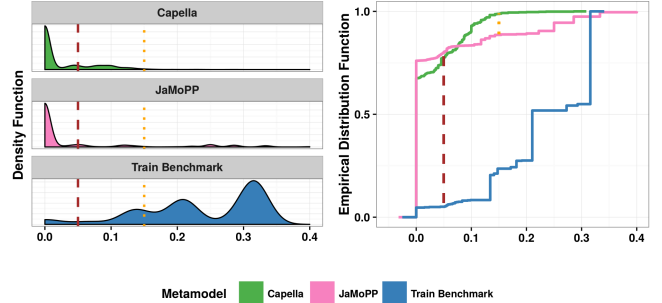 Capella
JaMoPP
Train Benchmark
Density Function
0.0 0.1 0.2 0.3 0.4
Empirical Distribution Function
1.0
0.5
0.0
0.0 0.1 0.2 0.3 0.4
Metamodel Capella JaMoPP Train Benchmark